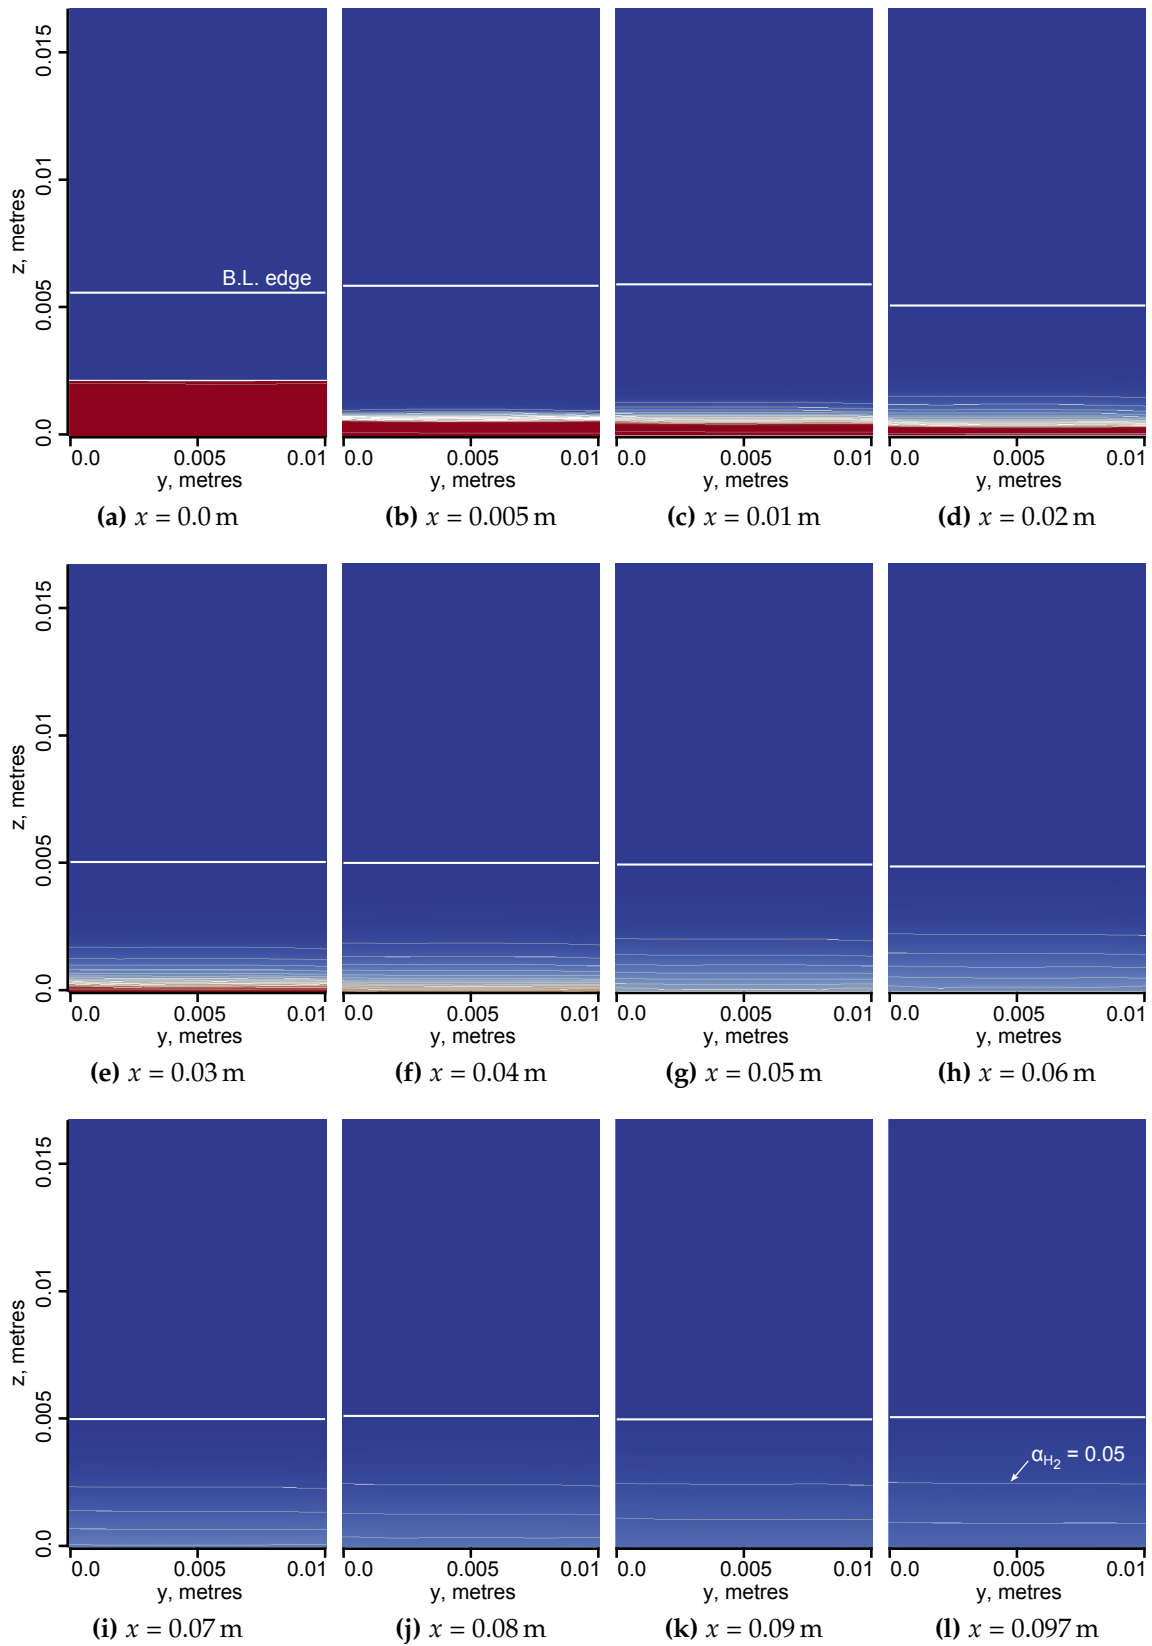 0.015
0.01
z, metres
0.005
0.0
B.L. edge
0.0 0.005 0.01 0.0 0.005 0.01 0.0 0.005 0.01 0.0 0.005 0.01
y, metres y, metres y, metres y, metres
(a) x = 0.0 m (b) x = 0.005 m (c) x = 0.01 m (d) x = 0.02 m
0.015
0.01
z, metres
0.005
0.0
0.0 0.005 0.01 0.0 0.005 0.01 0.0 0.005 0.01 0.0 0.005 0.01
y, metres y, metres y, metres y, metres
(e) x = 0.03 m (f) x = 0.04 m (g) x = 0.05 m (h) x = 0.06 m
0.015
0.01
z, metres
0.005
α_H₂ = 0.05
0.0
0.0 0.005 0.01 0.0 0.005 0.01 0.0 0.005 0.01 0.0 0.005 0.01
y, metres y, metres y, metres y, metres
(i) x = 0.07 m (j) x = 0.08 m (k) x = 0.09 m (l) x = 0.097 m